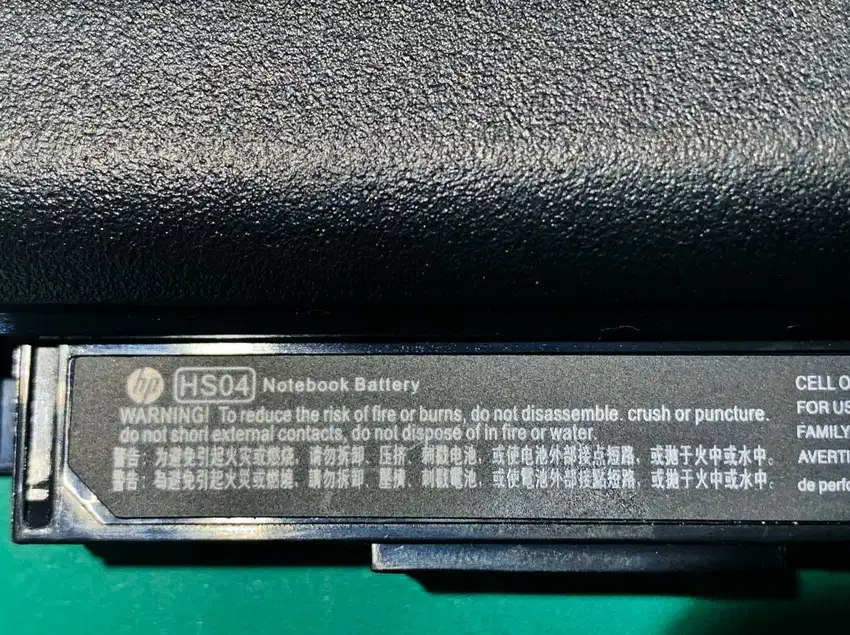 hp HS04 Notebook Battery
WARNING! To reduce the risk of fire or burns, do not disassemble. crush or puncture.
do not short external contacts, do not dispose of in fire or water.
警告: 为避免引起火灾或燃烧, 请勿拆卸、压挤、刺戳电池, 或使电池外部接点短路, 或抛于火中或水中。
警告: 為避免引起火災或燃燒, 請勿拆卸、壓擠、刺戳電池, 或使電池外部接點短路, 或拋于火中或水中。
CELL O
FOR US
FAMILY
AVERTI
de perfo